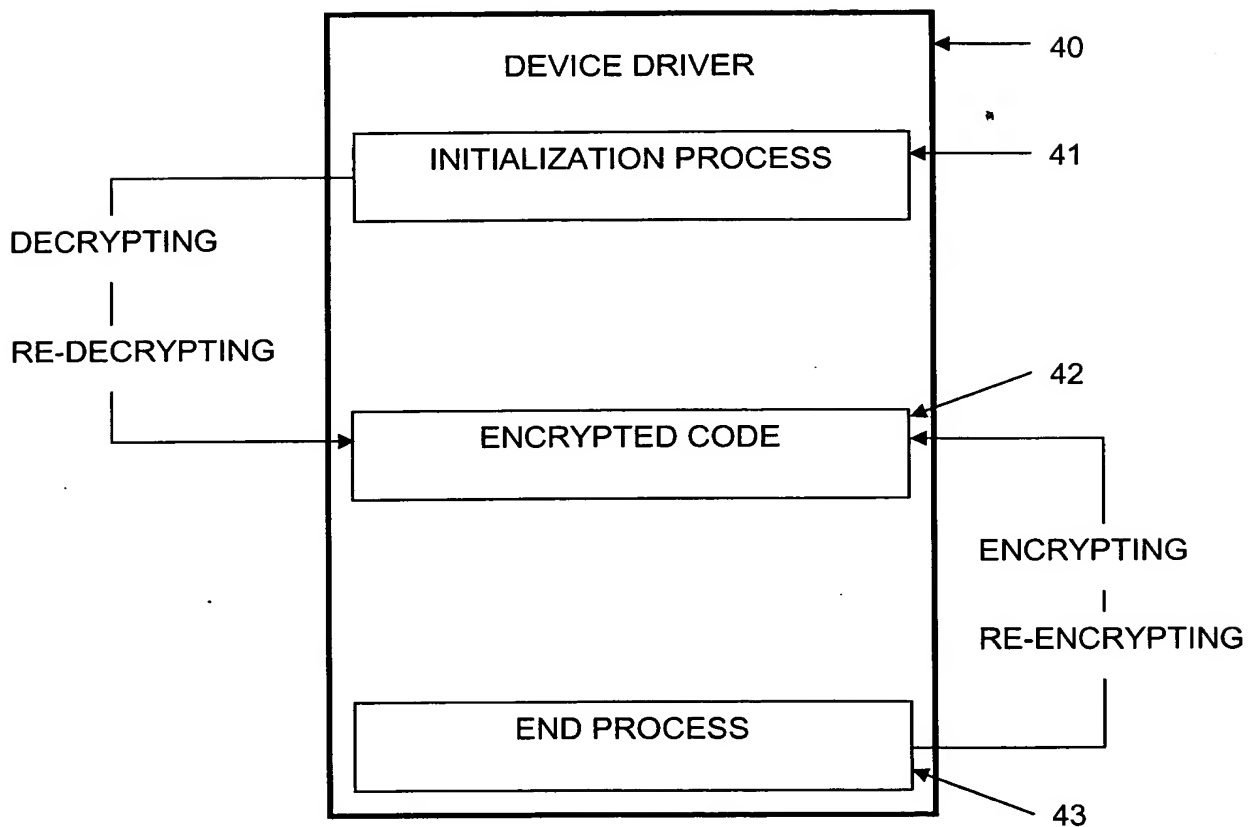 DEVICE DRIVER
40
INITIALIZATION PROCESS
41
DECRYPTING
RE-DECRYPTING
42
ENCRYPTED CODE
ENCRYPTING
RE-ENCRYPTING
END PROCESS
43